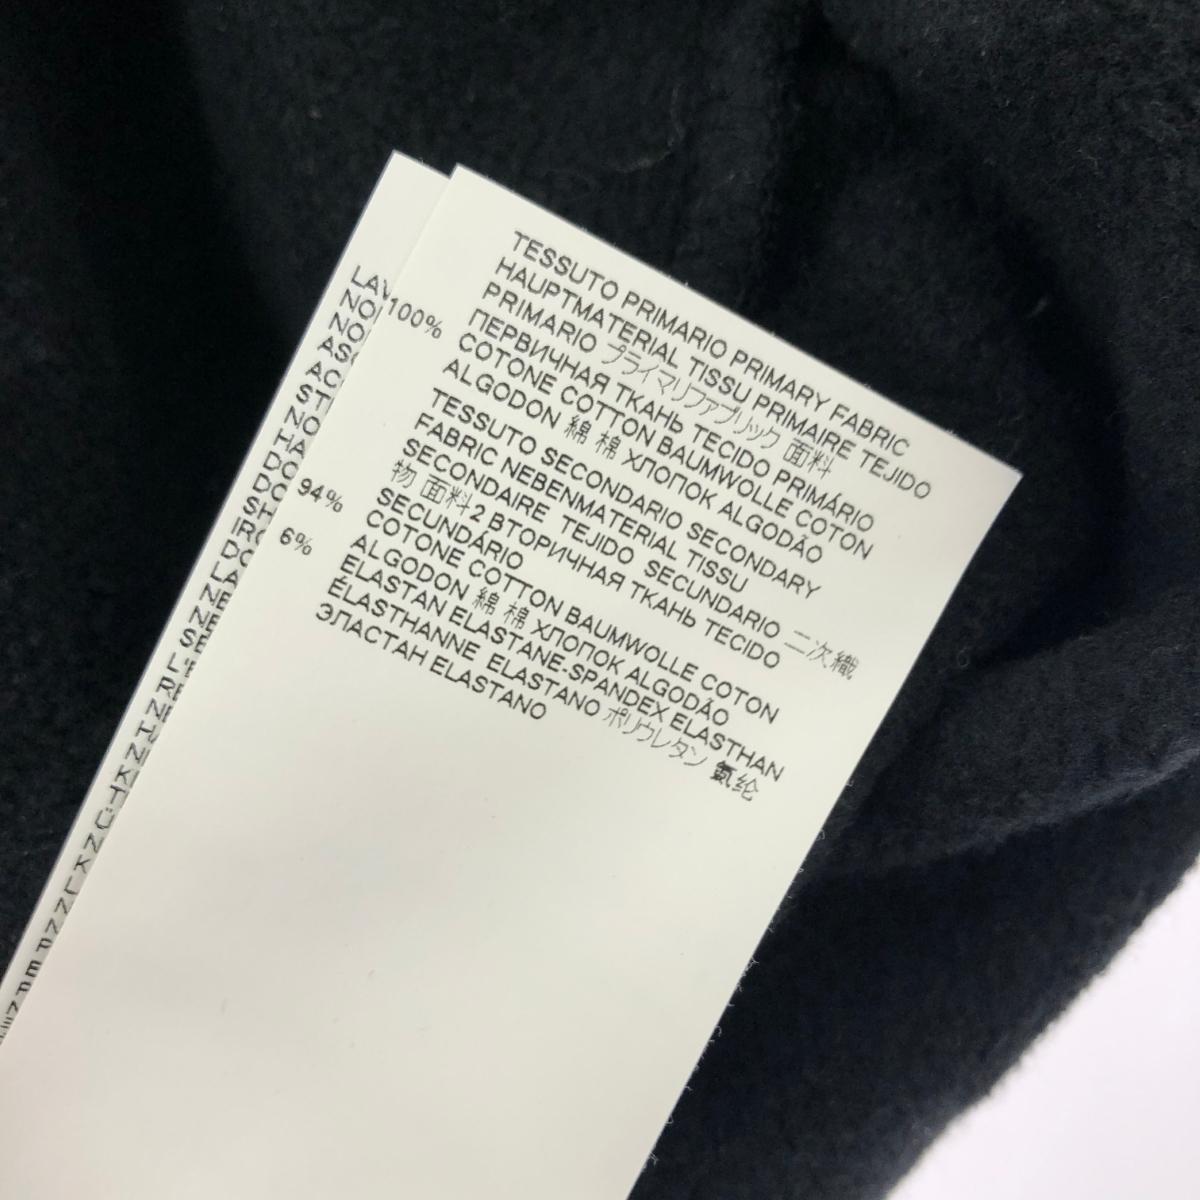 TESSUTO PRIMARIO PRIMARY FABRIC
HAUPTMATERIAL TISSU PRIMAIRE TEJIDO
PRIMARIO プライマリファブリック 面料
ПЕРВИЧНАЯ ТКАНЬ TECIDO PRIMÁRIO
100% COTONE COTTON BAUMWOLLE COTON
ALGODON 綿 棉 ХЛОПОК ALGODÃO
TESSUTO SECONDARIO SECONDARY
FABRIC NEBENMATERIAL TISSU
SECONDAIRE TEJIDO SECUNDARIO 二次織
物 面料2 ВТОРИЧНАЯ ТКАНЬ TECIDO
SECUNDÁRIO
94% COTONE COTTON BAUMWOLLE COTON
ALGODON 綿 棉 ХЛОПОК ALGODÃO
6% ELASTAN ELASTANE-SPANDEX ELASTHAN
ÉLASTHANNE ELASTANO ポリウレタン 氨纶
ЭЛАСТАН ELASTANO